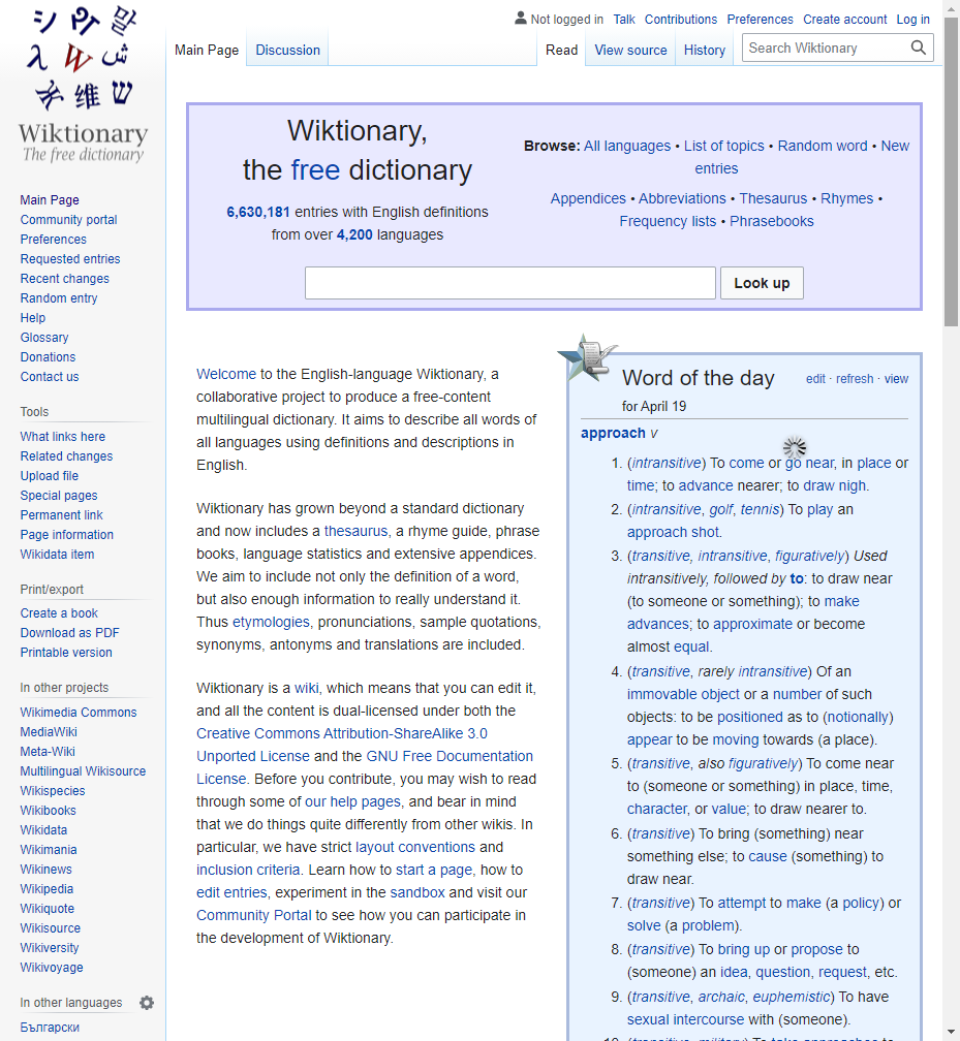 Wiktionary
The free dictionary
Main Page
Community portal
Preferences
Requested entries
Recent changes
Random entry
Help
Glossary
Donations
Contact us
Tools
What links here
Related changes
Upload file
Special pages
Permanent link
Page information
Wikidata item
Print/export
Create a book
Download as PDF
Printable version
In other projects
Wikimedia Commons
MediaWiki
Meta-Wiki
Multilingual Wikisource
Wikispecies
Wikibooks
Wikidata
Wikimania
Wikinews
Wikipedia
Wikiquote
Wikisource
Wikiversity
Wikivoyage
In other languages
Български
Not logged in Talk Contributions Preferences Create account Log in
Main Page Discussion Read View source History Search Wiktionary
Wiktionary,
the free dictionary
6,630,181 entries with English definitions
from over 4,200 languages
Browse: All languages • List of topics • Random word • New
entries
Appendices • Abbreviations • Thesaurus • Rhymes •
Frequency lists • Phrasebooks
Look up
Welcome to the English-language Wiktionary, a
collaborative project to produce a free-content
multilingual dictionary. It aims to describe all words of
all languages using definitions and descriptions in
English.
Wiktionary has grown beyond a standard dictionary
and now includes a thesaurus, a rhyme guide, phrase
books, language statistics and extensive appendices.
We aim to include not only the definition of a word,
but also enough information to really understand it.
Thus etymologies, pronunciations, sample quotations,
synonyms, antonyms and translations are included.
Wiktionary is a wiki, which means that you can edit it,
and all the content is dual-licensed under both the
Creative Commons Attribution-ShareAlike 3.0
Unported License and the GNU Free Documentation
License. Before you contribute, you may wish to read
through some of our help pages, and bear in mind
that we do things quite differently from other wikis. In
particular, we have strict layout conventions and
inclusion criteria. Learn how to start a page, how to
edit entries, experiment in the sandbox and visit our
Community Portal to see how you can participate in
the development of Wiktionary.
Word of the day edit · refresh · view
for April 19
approach v
1. (intransitive) To come or go near, in place or
time; to advance nearer; to draw nigh.
2. (intransitive, golf, tennis) To play an
approach shot.
3. (transitive, intransitive, figuratively) Used
intransitively, followed by to: to draw near
(to someone or something); to make
advances; to approximate or become
almost equal.
4. (transitive, rarely intransitive) Of an
immovable object or a number of such
objects: to be positioned as to (notionally)
appear to be moving towards (a place).
5. (transitive, also figuratively) To come near
to (someone or something) in place, time,
character, or value; to draw nearer to.
6. (transitive) To bring (something) near
something else; to cause (something) to
draw near.
7. (transitive) To attempt to make (a policy) or
solve (a problem).
8. (transitive) To bring up or propose to
(someone) an idea, question, request, etc.
9. (transitive, archaic, euphemistic) To have
sexual intercourse with (someone).
10. (transitive, military) To take approaches to